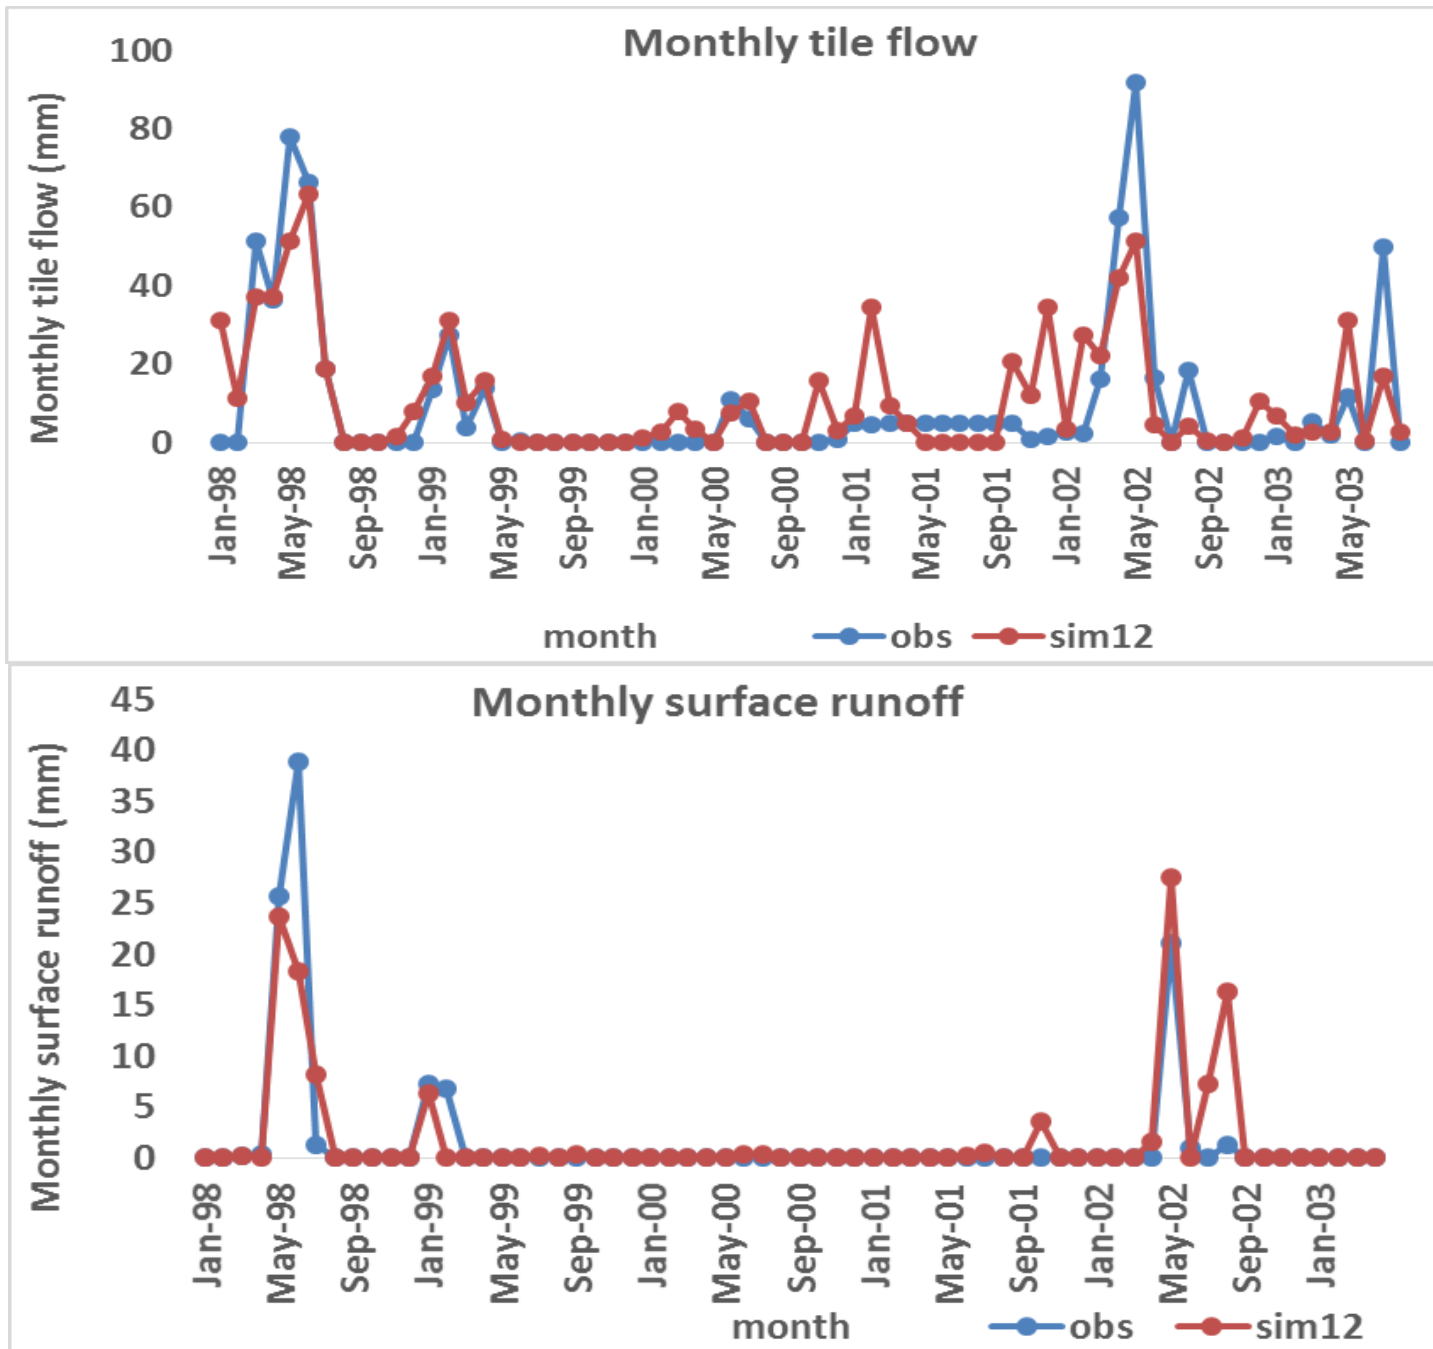 Monthly tile flow
Monthly tile flow (mm)
100
80
60
40
20
0
Jan-98
May-98
Sep-98
Jan-99
May-99
Sep-99
Jan-00
May-00
Sep-00
Jan-01
May-01
Sep-01
Jan-02
May-02
Sep-02
Jan-03
May-03
month obs sim12
Monthly surface runoff
Monthly surface runoff (mm)
45
40
35
30
25
20
15
10
5
0
Jan-98
May-98
Sep-98
Jan-99
May-99
Sep-99
Jan-00
May-00
Sep-00
Jan-01
May-01
Sep-01
Jan-02
May-02
Sep-02
Jan-03
month obs sim12